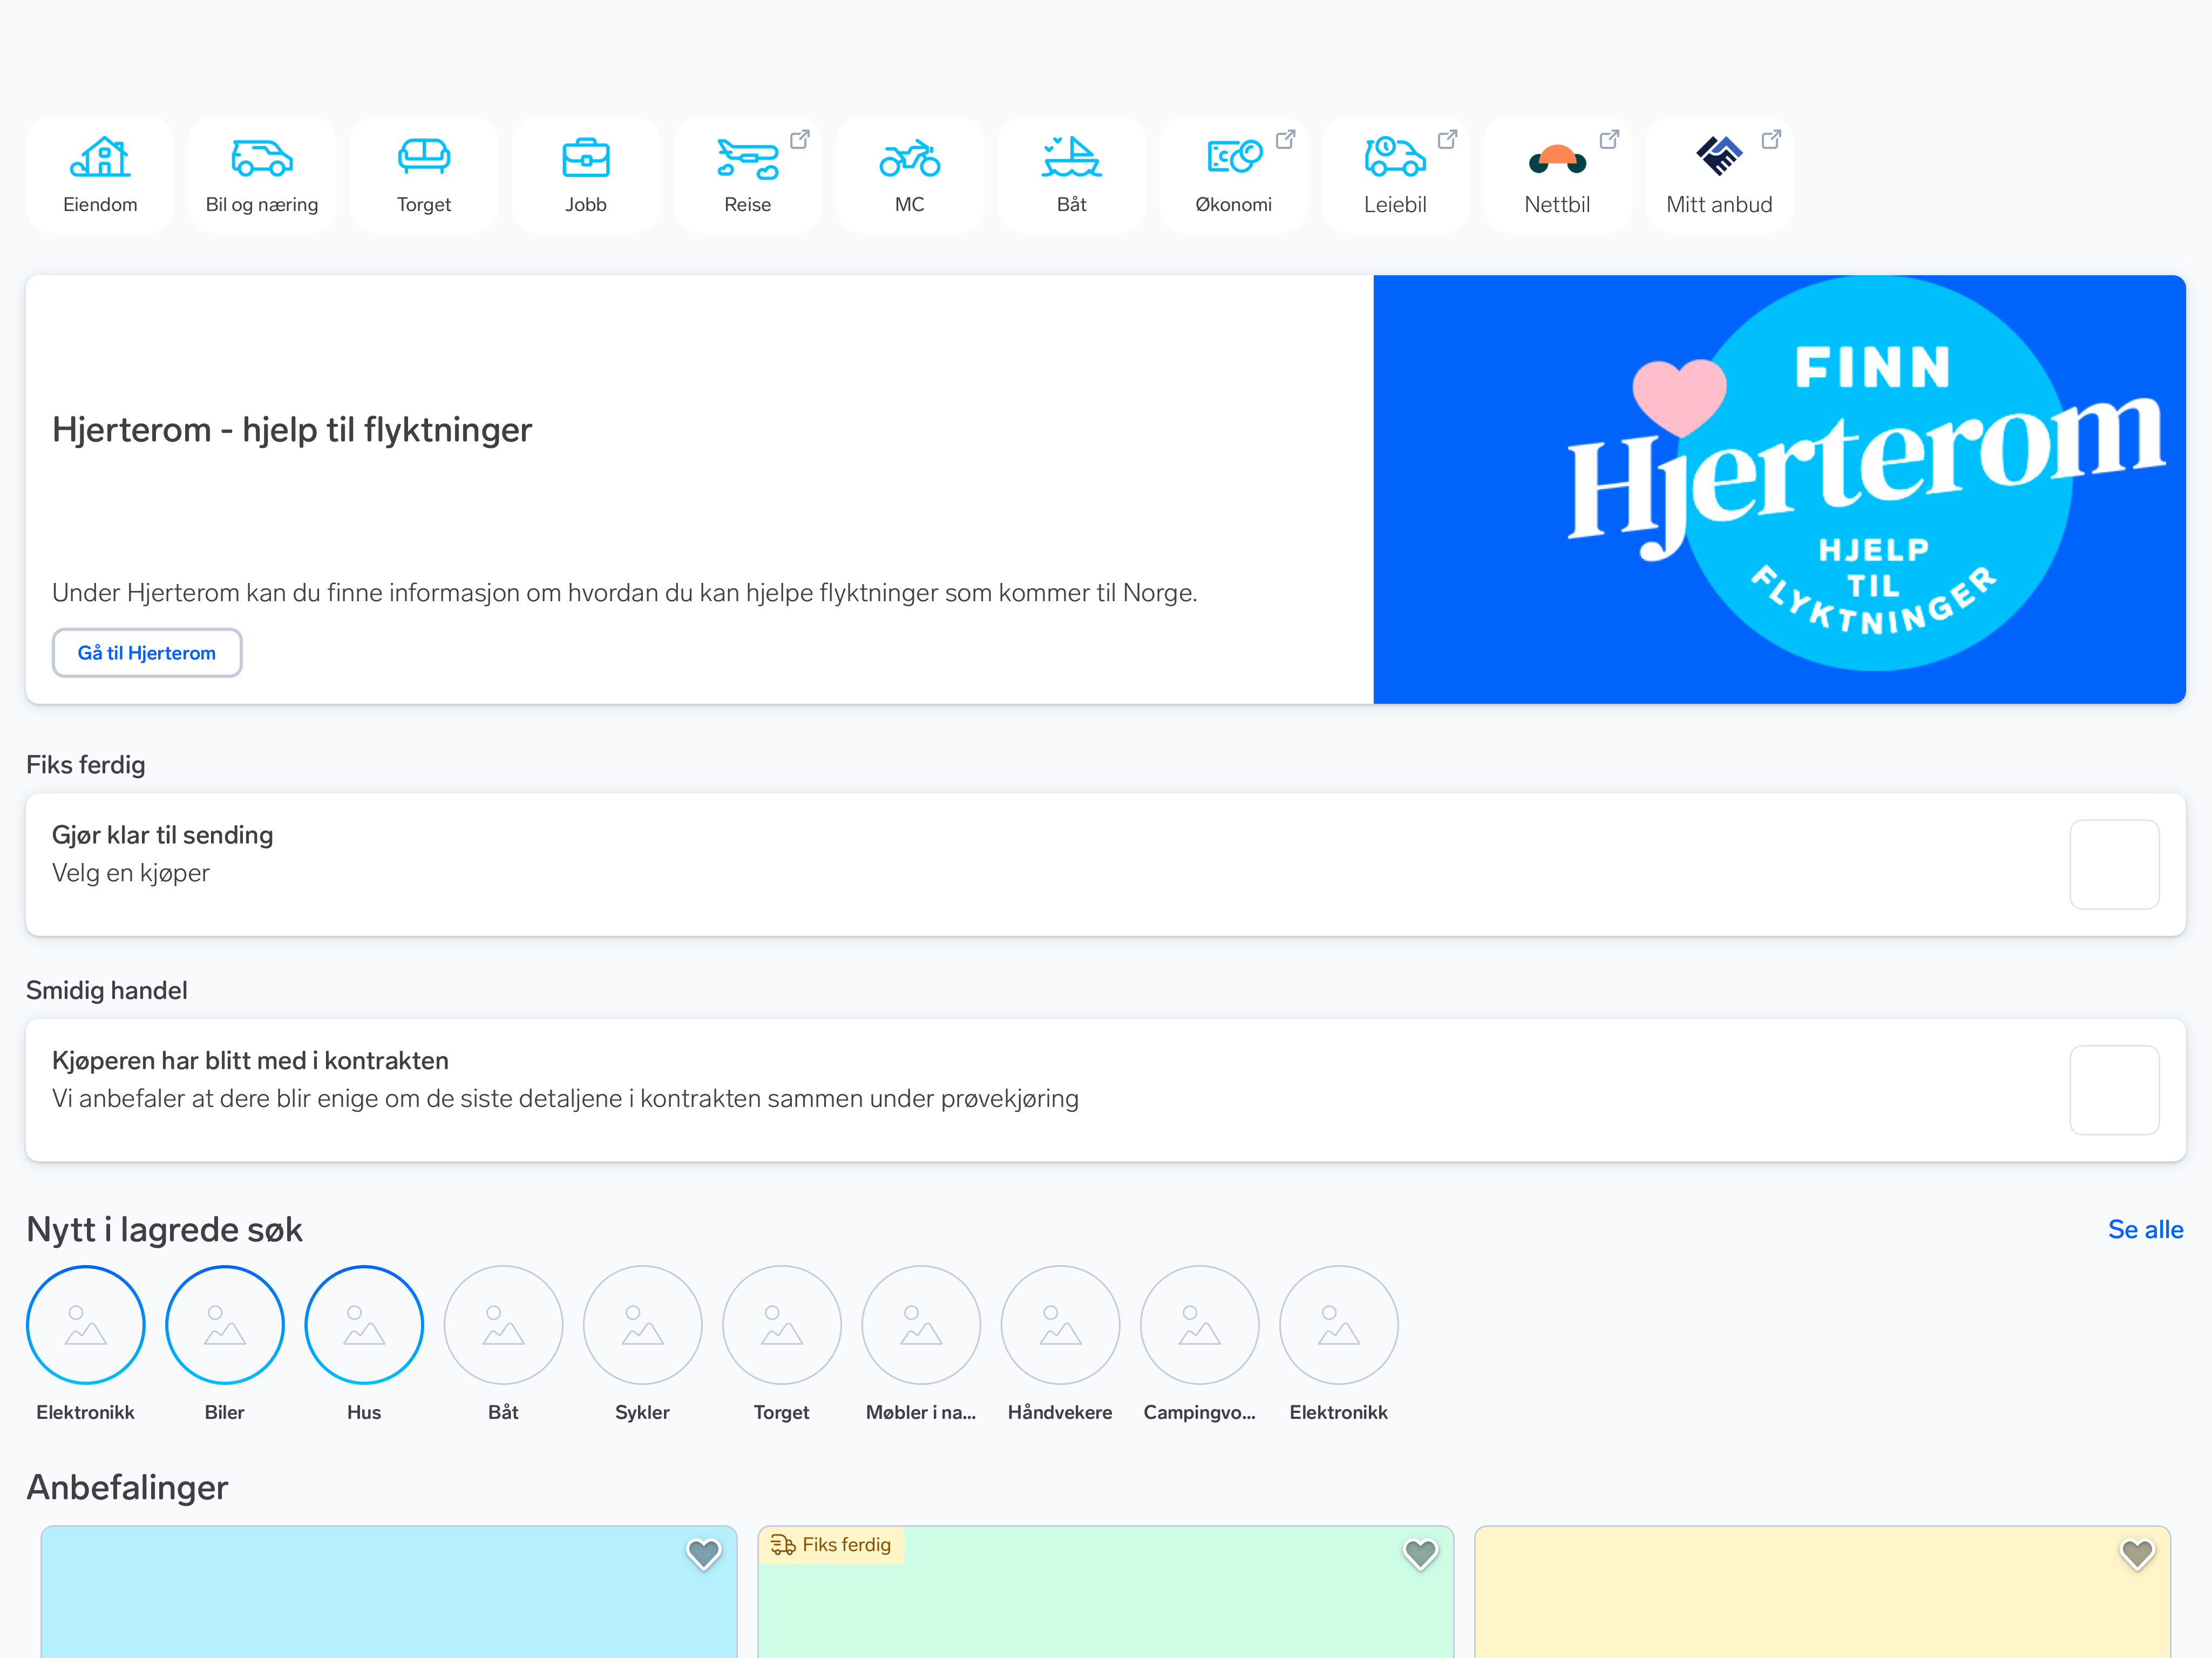 Eiendom
Bil og næring
Torget
Jobb
Reise
MC
Båt
Økonomi
Leiebil
Nettbil
Mitt anbud
Hjerterom - hjelp til flyktninger
Under Hjerterom kan du finne informasjon om hvordan du kan hjelpe flyktninger som kommer til Norge.
Gå til Hjerterom
FINN
Hjerterom
HJELP
TIL
FLYKTNINGER
Fiks ferdig
Gjør klar til sending
Velg en kjøper
Smidig handel
Kjøperen har blitt med i kontrakten
Vi anbefaler at dere blir enige om de siste detaljene i kontrakten sammen under prøvekjøring
Nytt i lagrede søk
Se alle
Elektronikk
Biler
Hus
Båt
Sykler
Torget
Møbler i na...
Håndvekere
Campingvo...
Elektronikk
Anbefalinger
Fiks ferdig